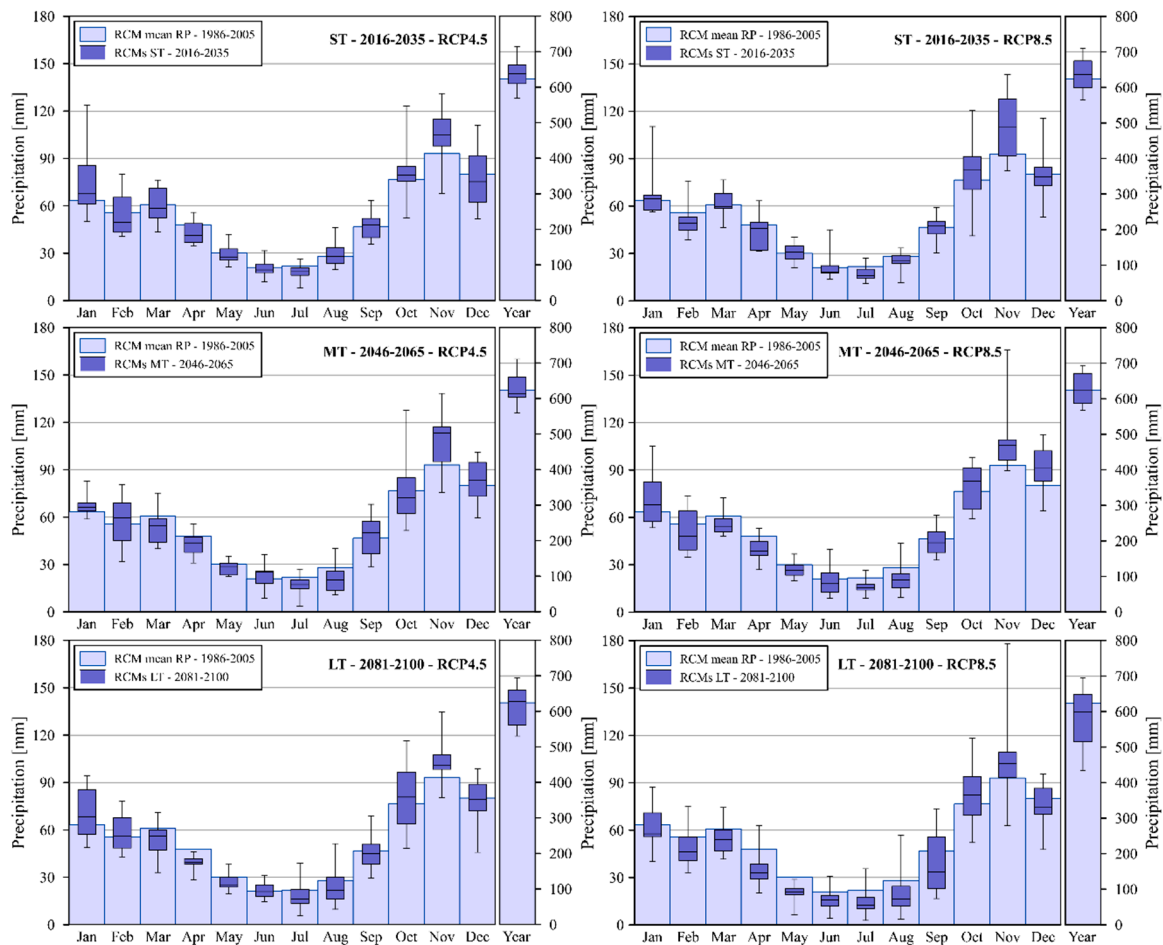 RCM mean RP - 1986-2005
RCMs ST - 2016-2035
ST - 2016-2035 - RCP4.5
Precipitation [mm]
180
150
120
90
60
30
0
Jan Feb Mar Apr May Jun Jul Aug Sep Oct Nov Dec Year
800
700
600
500
400
300
200
100
0
Precipitation [mm]
RCM mean RP - 1986-2005
RCMs ST - 2016-2035
ST - 2016-2035 - RCP8.5
Precipitation [mm]
180
150
120
90
60
30
0
Jan Feb Mar Apr May Jun Jul Aug Sep Oct Nov Dec Year
800
700
600
500
400
300
200
100
0
Precipitation [mm]
RCM mean RP - 1986-2005
RCMs MT - 2046-2065
MT - 2046-2065 - RCP4.5
Precipitation [mm]
180
150
120
90
60
30
0
Jan Feb Mar Apr May Jun Jul Aug Sep Oct Nov Dec Year
800
700
600
500
400
300
200
100
0
Precipitation [mm]
RCM mean RP - 1986-2005
RCMs MT - 2046-2065
MT - 2046-2065 - RCP8.5
Precipitation [mm]
180
150
120
90
60
30
0
Jan Feb Mar Apr May Jun Jul Aug Sep Oct Nov Dec Year
800
700
600
500
400
300
200
100
0
Precipitation [mm]
RCM mean RP - 1986-2005
RCMs LT - 2081-2100
LT - 2081-2100 - RCP4.5
Precipitation [mm]
180
150
120
90
60
30
0
Jan Feb Mar Apr May Jun Jul Aug Sep Oct Nov Dec Year
800
700
600
500
400
300
200
100
0
Precipitation [mm]
RCM mean RP - 1986-2005
RCMs LT - 2081-2100
LT - 2081-2100 - RCP8.5
Precipitation [mm]
180
150
120
90
60
30
0
Jan Feb Mar Apr May Jun Jul Aug Sep Oct Nov Dec Year
800
700
600
500
400
300
200
100
0
Precipitation [mm]